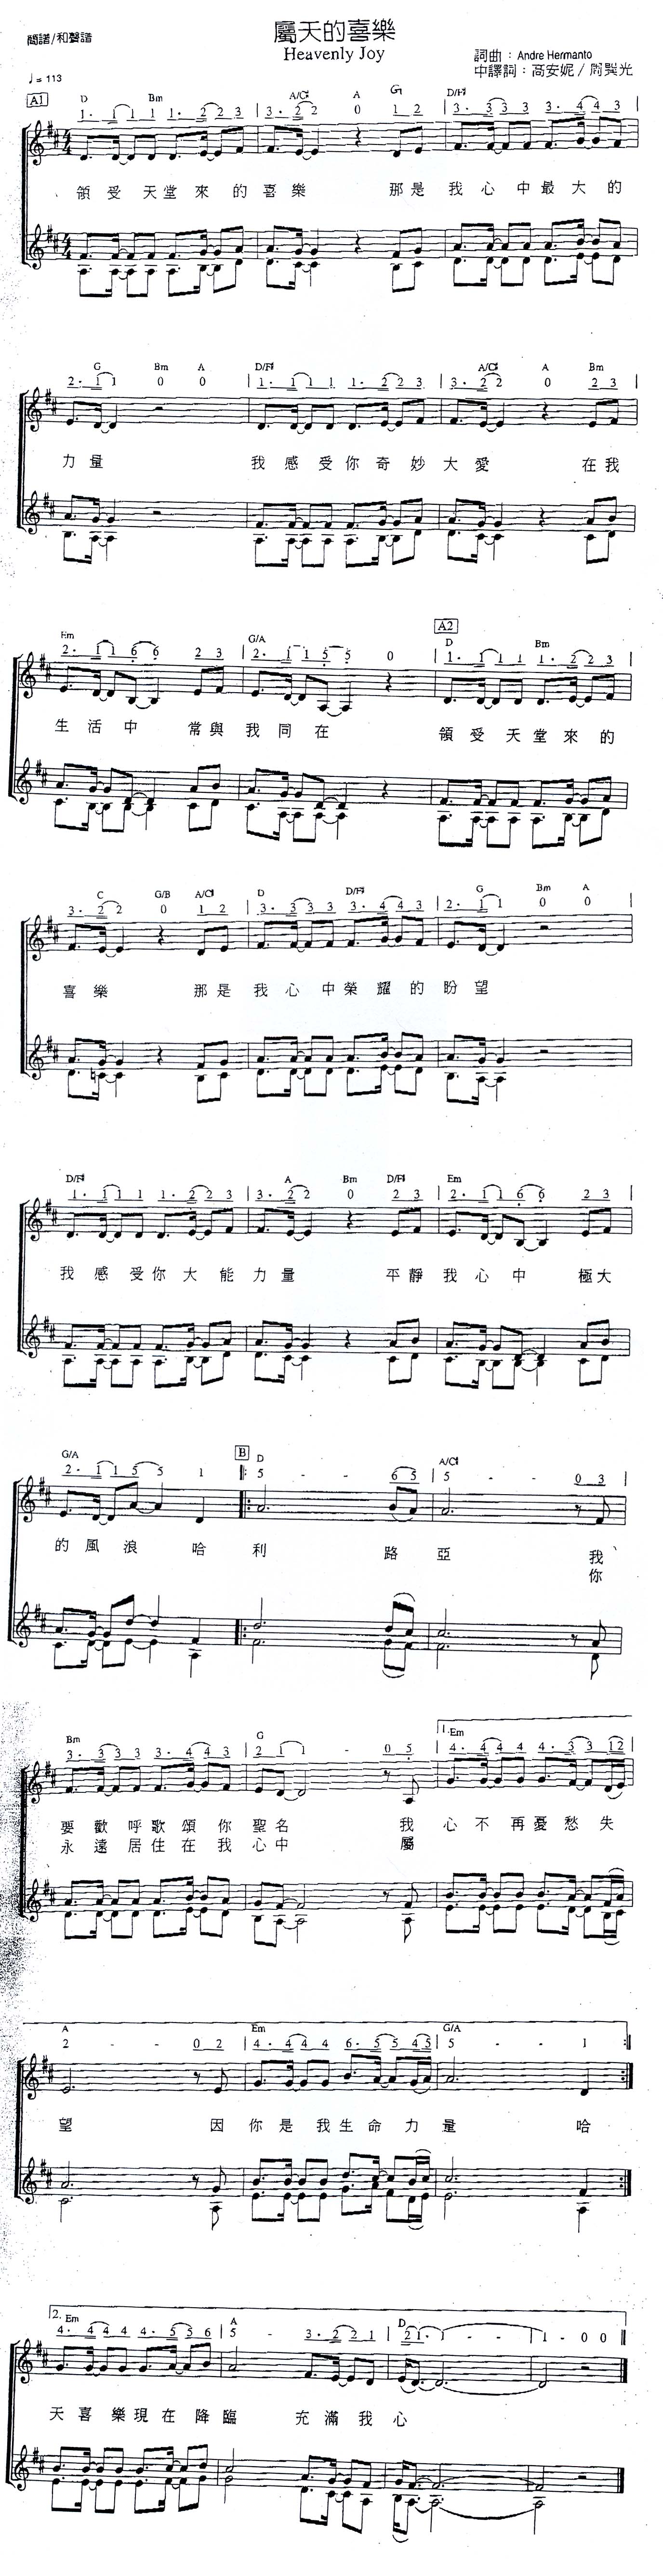 屬天的喜樂
Heavenly Joy
簡譜/和聲譜
詞曲：Andre Hermanto
♩= 113
A1
D Bm A/C# A G D/F#
1· 1 1 1 1· 2 2 3 | 3· 2 2 0 1 2 | 3· 3 3 3 3· 4 4 3 |
領受天堂來的喜樂 那是我心中最大的
G Bm A D/F# A/C# A Bm
2· 1 1 0 0 | 1· 1 1 1 1· 2 2 3 | 3· 2 2 0 2 3 |
力量 我感受你奇妙大愛 在我
A2
Em G/A D Bm
2· 1 1 6 6 2 3 | 2· 1 1 5 5 0 | 1· 1 1 1 1· 2 2 3 |
生活中 常與我同在 領受天堂來的
C G/B A/C# D D/F# G Bm A
3· 2 2 0 1 2 | 3· 3 3 3 3· 4 4 3 | 2· 1 1 0 0 |
喜樂 那是我心中榮耀的盼望
D/F# A Bm D/F# Em
1· 1 1 1 1· 2 2 3 | 3· 2 2 0 2 3 | 2· 1 1 6 6 2 3 |
我感受你大能力量 平靜我心中 極大
B
G/A D A/C#
2· 1 1 5 5 1 ‖: 5 - - 6 5 | 5 - - 0 3 |
的風浪 哈利 路亞 我
你
Bm G 1. Em
3· 3 3 3 3· 4 4 3 | 2 1 1 - 0 5 | 4· 4 4 4 4· 3 3 1 2 |
要歡呼歌頌你聖名 我心不再憂愁失
永遠居住在我心中 屬
A Em G/A
2 - - 0 2 | 4· 4 4 4 6· 5 5 4 5 | 5 - - 1 :‖
望 因你是我生命力量 哈
2. Em A D
4· 4 4 4 4· 5 5 6 | 5 - 3· 2 2 1 | 2 1· 1 - - | 1 - 0 0 ‖
天喜樂現在降臨 充滿我心